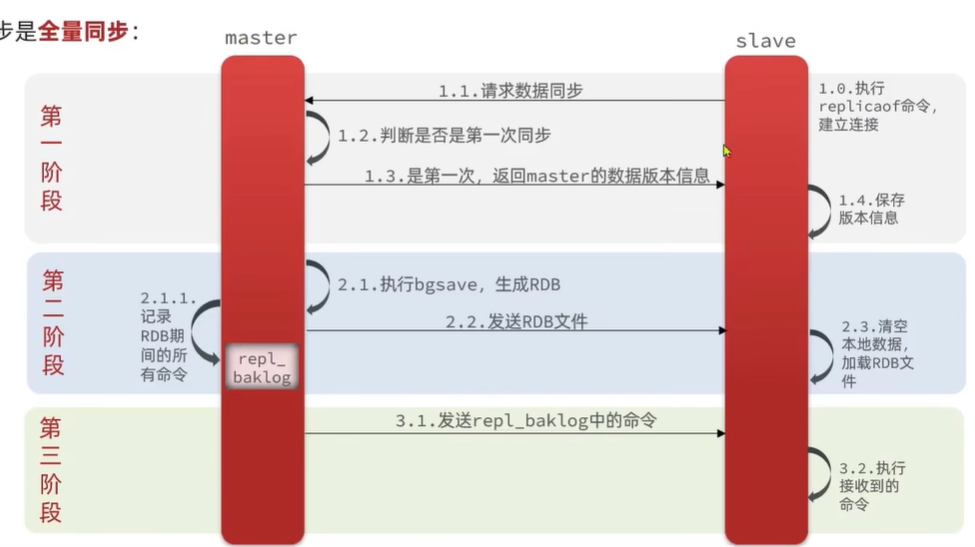 步是全量同步：
master
slave
第
一
阶
段
1.1.请求数据同步
1.0.执行
replicaof命令，
建立连接
1.2.判断是否是第一次同步
1.3.是第一次，返回master的数据版本信息
1.4.保存
版本信息
第
二
阶
段
2.1.执行bgsave，生成RDB
2.1.1.
记录
RDB期
间的所
有命令
2.2.发送RDB文件
repl_
baklog
2.3.清空
本地数据，
加载RDB文
件
第
三
阶
段
3.1.发送repl_baklog中的命令
3.2.执行
接收到的
命令